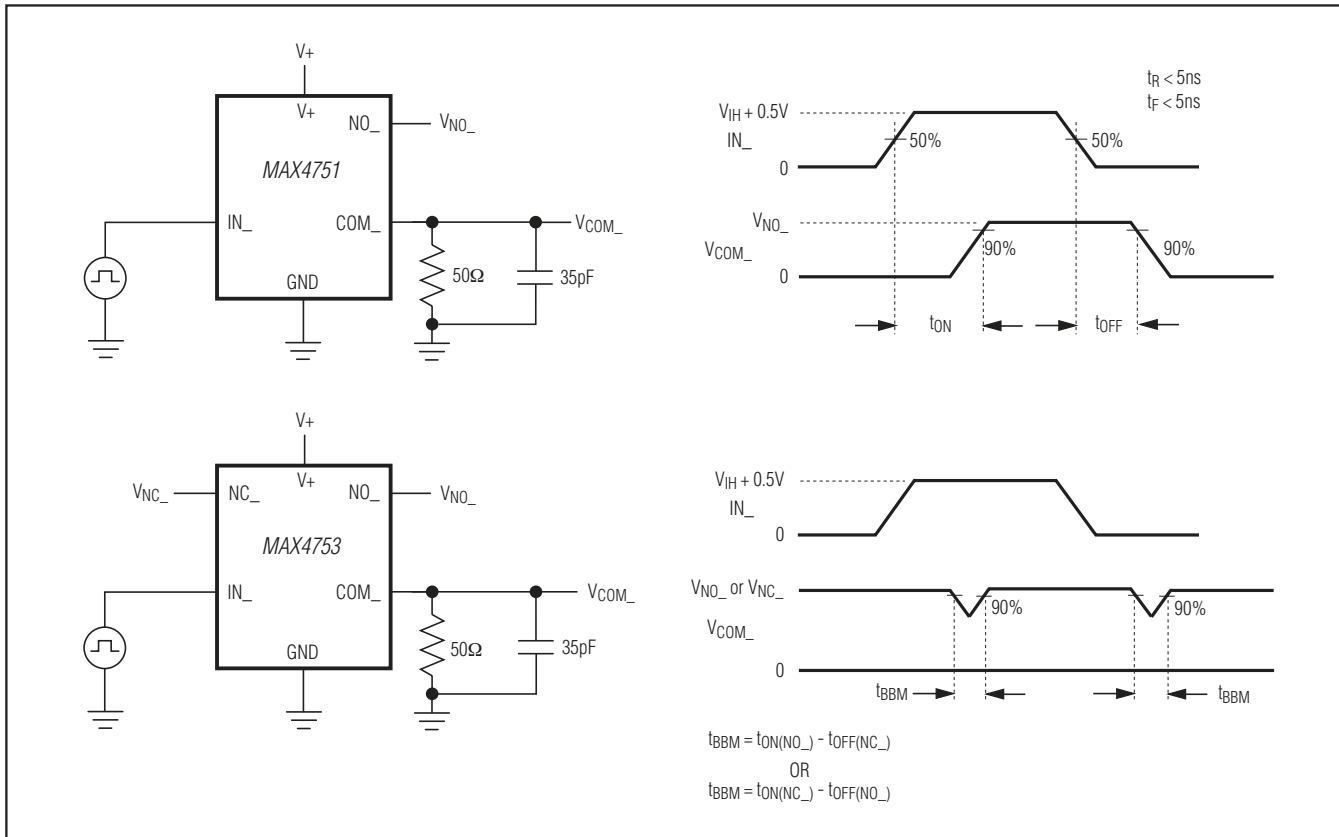 V+
V+
NO_
V_NO_
MAX4751
IN_
COM_
V_COM_
50Ω
35pF
GND
t_R < 5ns
t_F < 5ns
V_IH + 0.5V
IN_
50%
50%
0
V_NO_
V_COM_
90%
90%
0
t_ON
t_OFF
V+
V+
V_NC_
NC_
NO_
V_NO_
MAX4753
IN_
COM_
V_COM_
50Ω
35pF
GND
V_IH + 0.5V
IN_
0
V_NO_ or V_NC_
90%
90%
V_COM_
0
t_BBM
t_BBM
t_BBM = t_ON(NO_) - t_OFF(NC_)
OR
t_BBM = t_ON(NC_) - t_OFF(NO_)